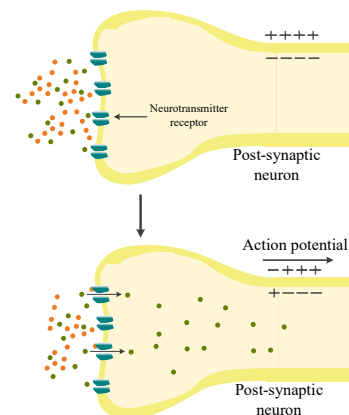 ++++
−−−−
Neurotransmitter
receptor
Post-synaptic
neuron
Action potential
−+++
+−−−
Post-synaptic
neuron